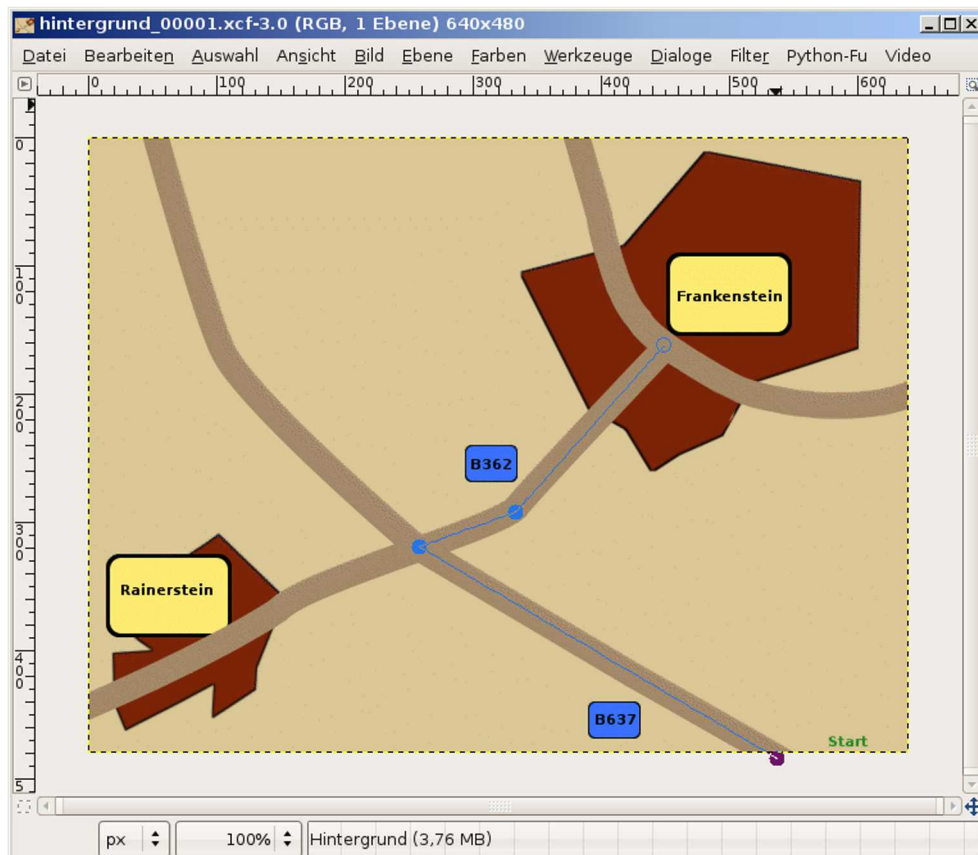 hintergrund_00001.xcf-3.0 (RGB, 1 Ebene) 640x480
Datei Bearbeiten Auswahl Ansicht Bild Ebene Farben Werkzeuge Dialoge Filter Python-Fu Video
0 100 200 300 400 500 600
0
100
200
300
400
5
Frankenstein
B362
Rainerstein
B637
Start
px 100% Hintergrund (3,76 MB)